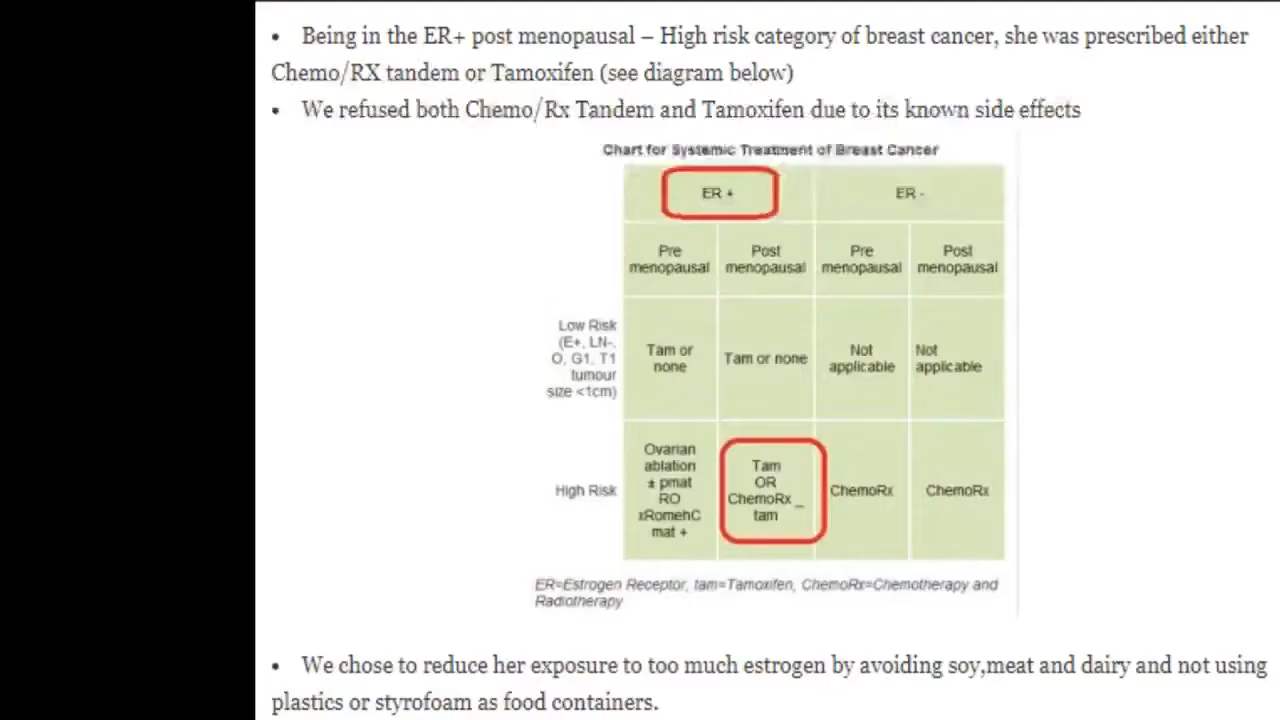 • Being in the ER+ post menopausal – High risk category of breast cancer, she was prescribed either
Chemo/RX tandem or Tamoxifen (see diagram below)
• We refused both Chemo/Rx Tandem and Tamoxifen due to its known side effects
Chart for Systemic Treatment of Breast Cancer
ER +
ER -
Pre
menopausal
Post
menopausal
Pre
menopausal
Post
menopausal
Low Risk
(E+, LN-,
O, G1, T1
tumour
size <1cm)
Tam or
none
Tam or none
Not
applicable
Not
applicable
High Risk
Ovarian
ablation
± pmat
RO
xRomehC
mat +
Tam
OR
ChemoRx _
tam
ChemoRx
ChemoRx
ER=Estrogen Receptor, tam=Tamoxifen, ChemoRx=Chemotherapy and
Radiotherapy
• We chose to reduce her exposure to too much estrogen by avoiding soy,meat and dairy and not using
plastics or styrofoam as food containers.